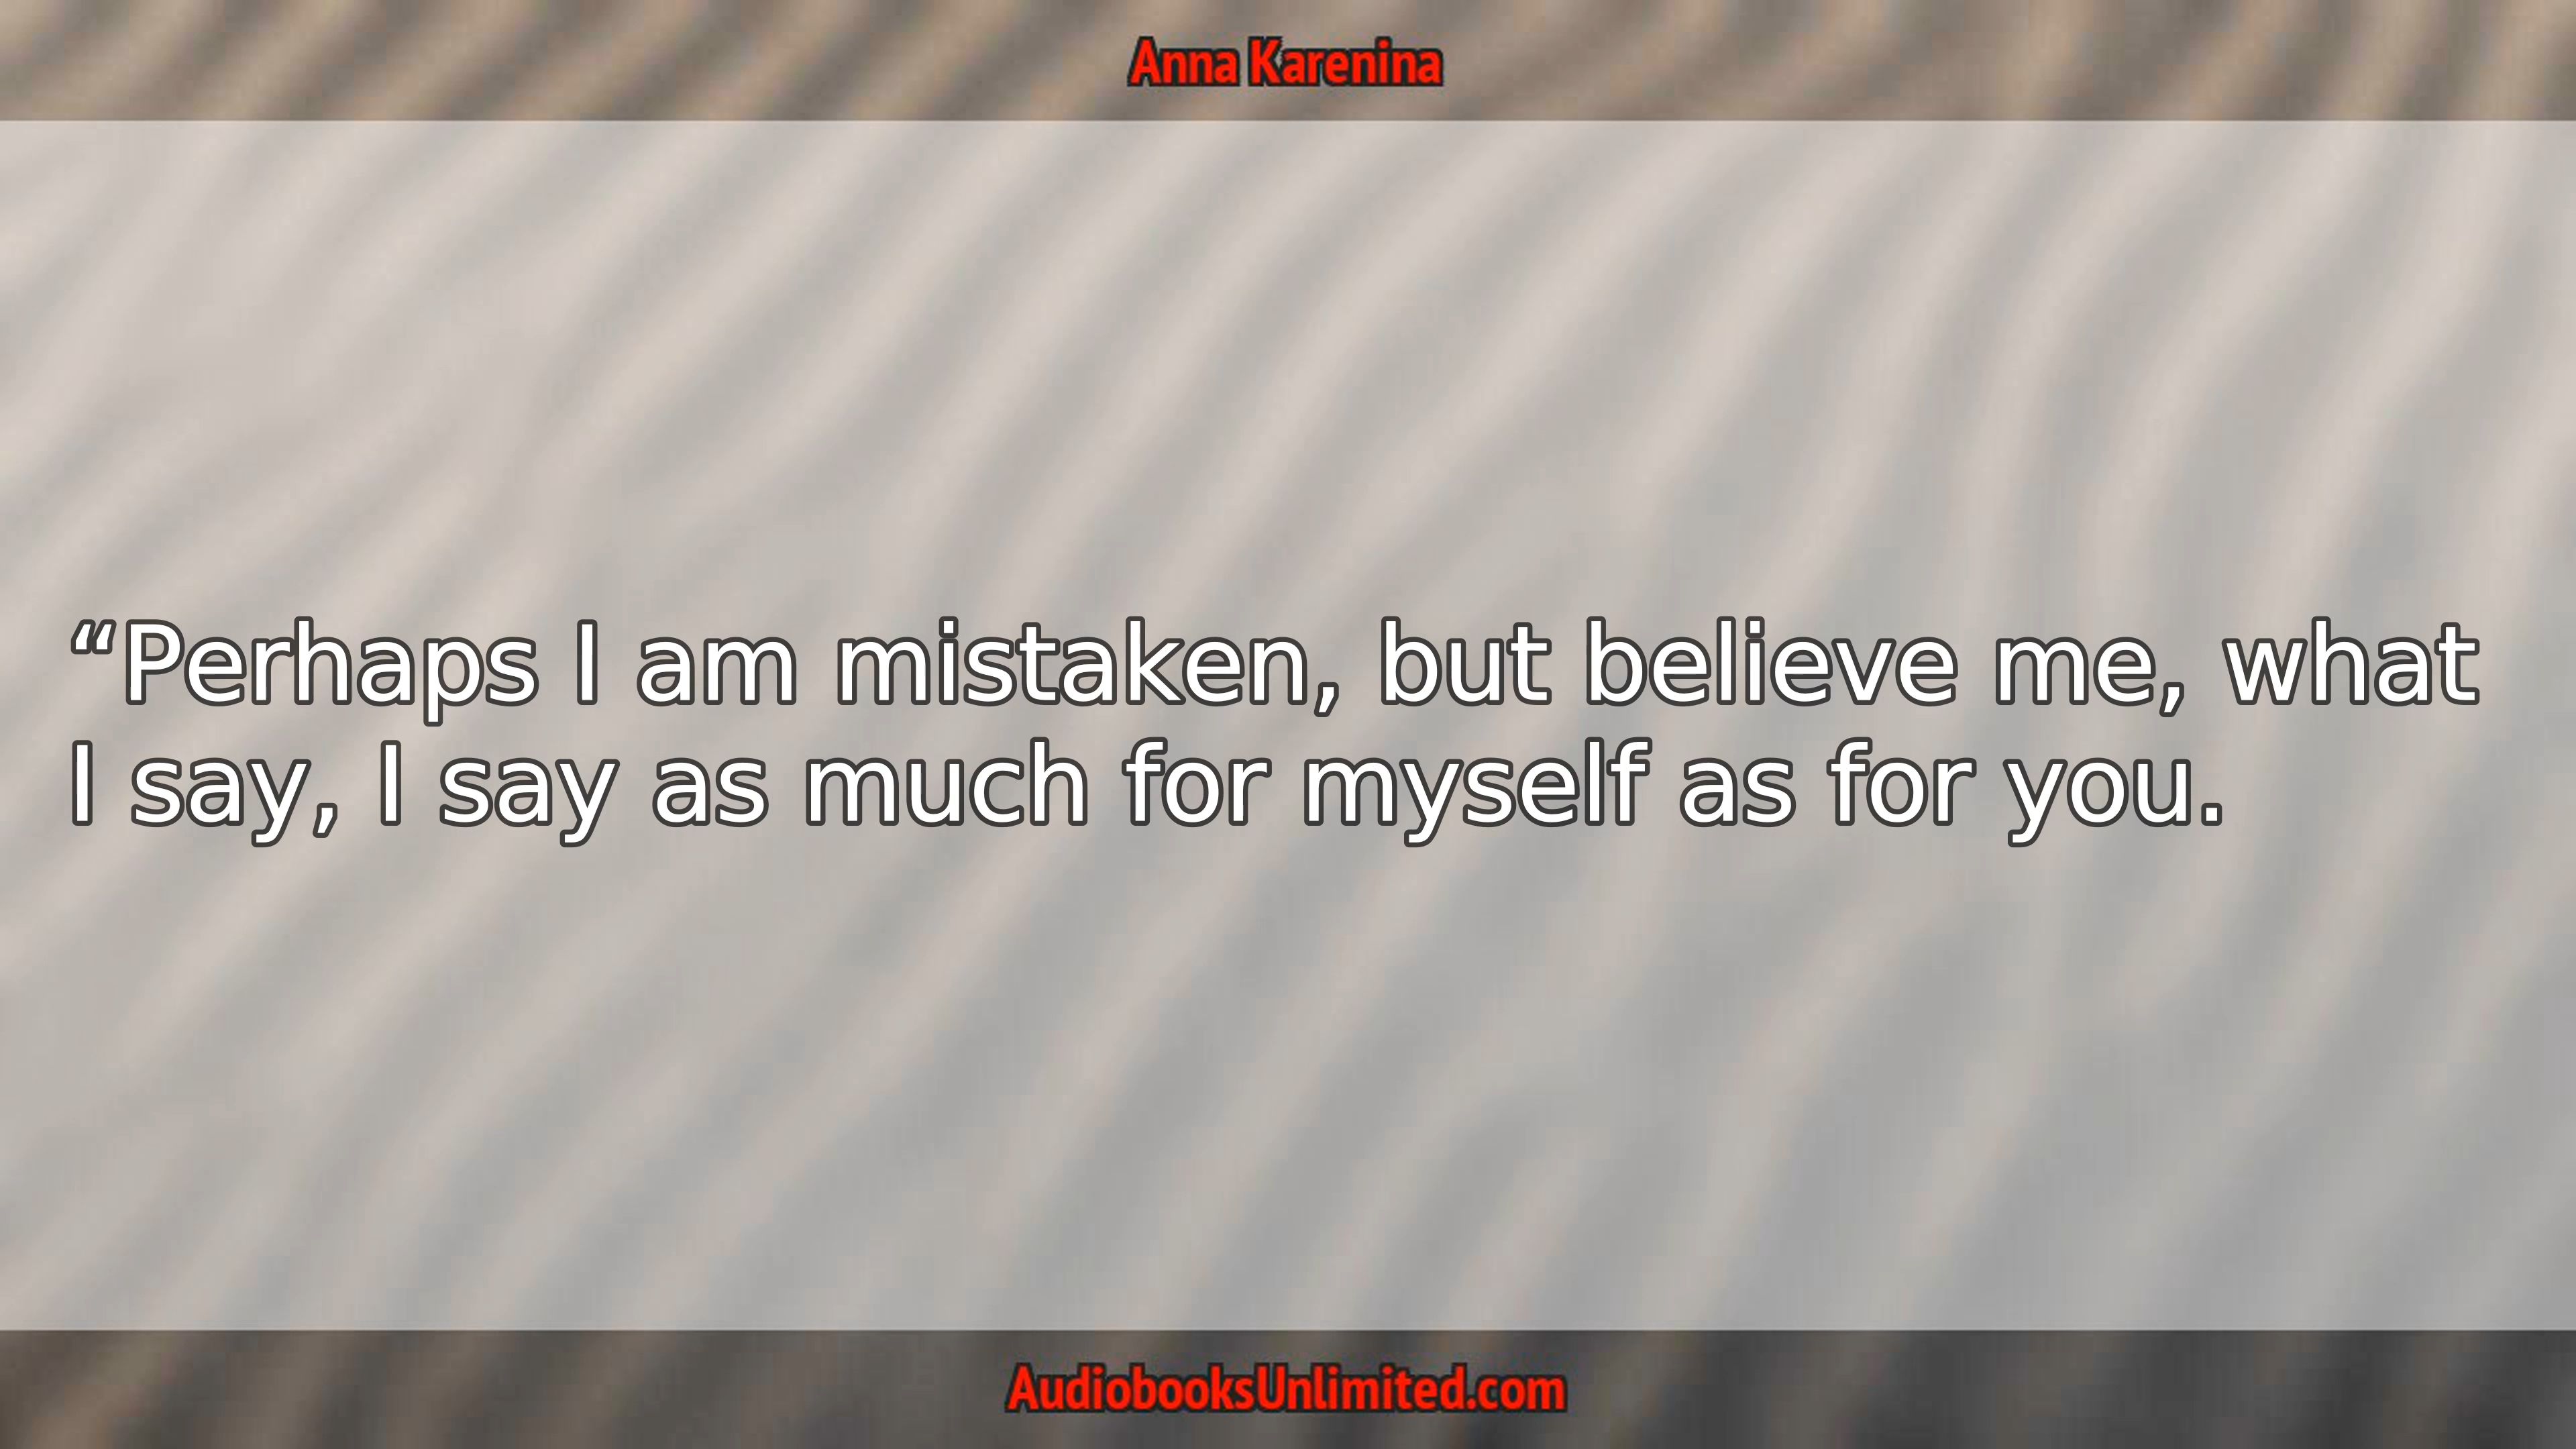 Anna Karenina
“Perhaps I am mistaken, but believe me, what
I say, I say as much for myself as for you.
AudiobooksUnlimited.com